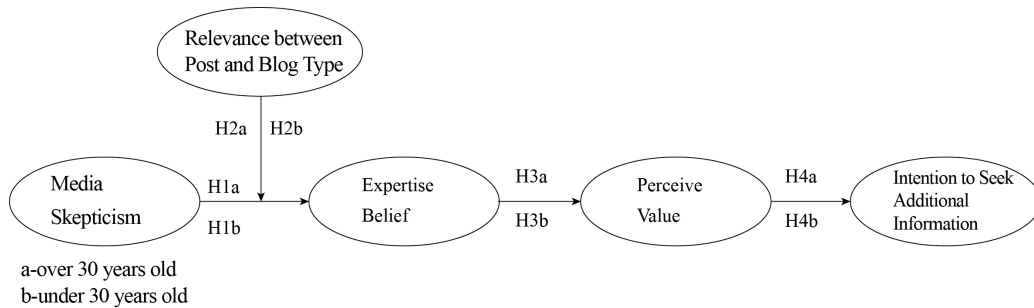 Relevance between
Post and Blog Type
H2a
H2b
Media
Skepticism
H1a
H1b
Expertise
Belief
H3a
H3b
Perceive
Value
H4a
H4b
Intention to Seek
Additional
Information
a-over 30 years old
b-under 30 years old